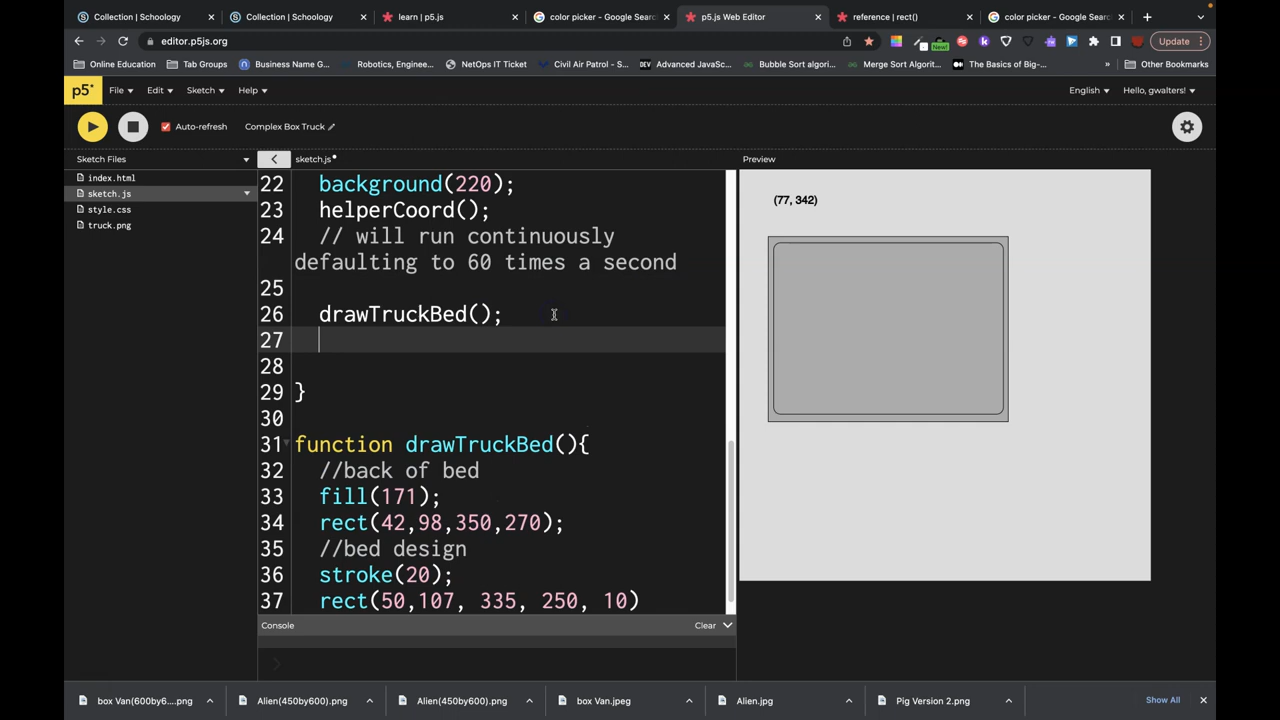 Collection | Schoology
Collection | Schoology
learn | p5.js
color picker - Google Search
p5.js Web Editor
reference | rect()
color picker - Google Searc
editor.p5js.org
New
Update
Online Education
Tab Groups
Business Name G...
Robotics, Enginee...
NetOps IT Ticket
Civil Air Patrol - S...
DEV Advanced JavaSc...
Bubble Sort algori...
Merge Sort Algorit...
The Basics of Big-...
»
Other Bookmarks
p5*
File
Edit
Sketch
Help
English
Hello, gwalters!
Auto-refresh
Complex Box Truck
Sketch Files
sketch.js
Preview
index.html
sketch.js
style.css
truck.png
22 background(220);
23 helperCoord();
24 // will run continuously
defaulting to 60 times a second
25
26 drawTruckBed();
27
28
29 }
30
31 function drawTruckBed(){
32 //back of bed
33 fill(171);
34 rect(42,98,350,270);
35 //bed design
36 stroke(20);
37 rect(50,107, 335, 250, 10)
(77, 342)
Console
Clear
>
box Van(600by6....png
Alien(450by600).png
Alien(450by600).png
box Van.jpeg
Alien.jpg
Pig Version 2.png
Show All